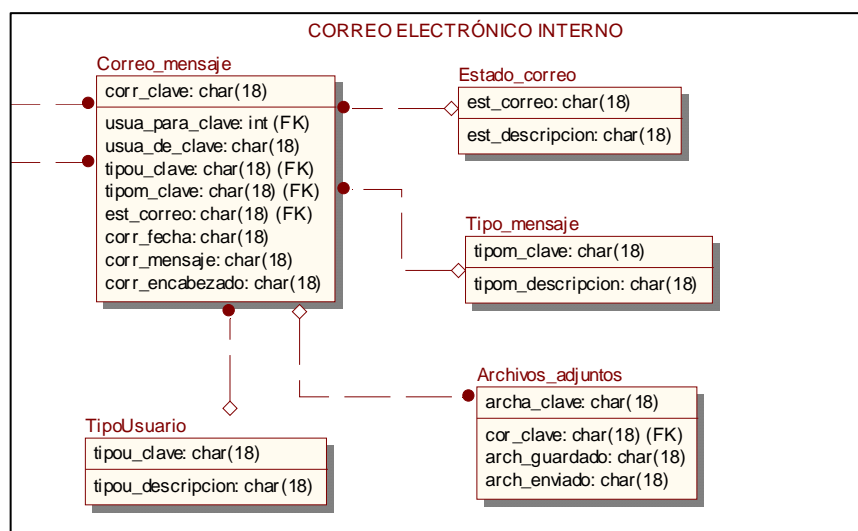 CORREO ELECTRÓNICO INTERNO
Correo_mensaje
corr_clave: char(18)
usua_para_clave: int (FK)
usua_de_clave: char(18)
tipou_clave: char(18) (FK)
tipom_clave: char(18) (FK)
est_correo: char(18) (FK)
corr_fecha: char(18)
corr_mensaje: char(18)
corr_encabezado: char(18)
Estado_correo
est_correo: char(18)
est_descripcion: char(18)
Tipo_mensaje
tipom_clave: char(18)
tipom_descripcion: char(18)
Archivos_adjuntos
archa_clave: char(18)
cor_clave: char(18) (FK)
arch_guardado: char(18)
arch_enviado: char(18)
TipoUsuario
tipou_clave: char(18)
tipou_descripcion: char(18)